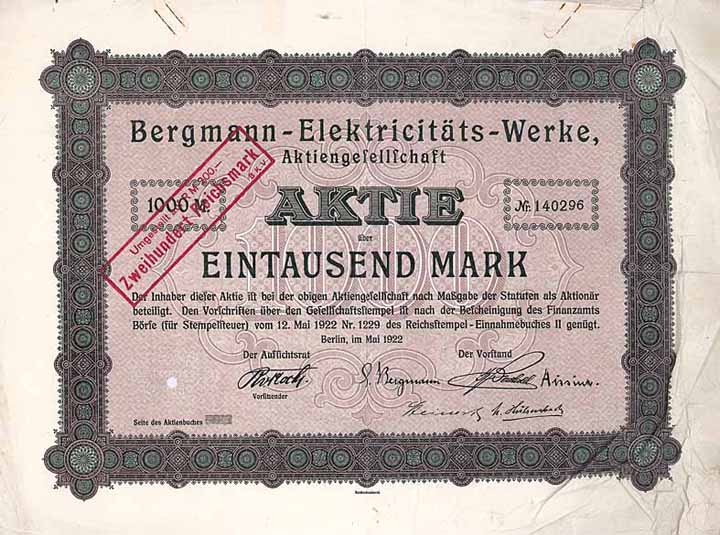 Bergmann-Elektricitäts-Werke,
Aktiengesellschaft
1000 M.
AKTIE
Nr. 140296
über
EINTAUSEND MARK
Umgestellt auf R.M. 200.—
Zweihundert Reichsmark
Der Inhaber dieser Aktie ist bei der obigen Aktiengesellschaft nach Maßgabe der Statuten als Aktionär
beteiligt. Den Vorschriften über den Gesellschaftsstempel ist nach der Bescheinigung des Finanzamts
Börse (für Stempelsteuer) vom 12. Mai 1922 Nr. 1229 des Reichsstempel-Einnahmebuches II genügt.
Berlin, im Mai 1922
Der Aufsichtsrat
Der Vorstand
S. Bergmann
Vorsitzender
Seite des Aktienbuches
1000